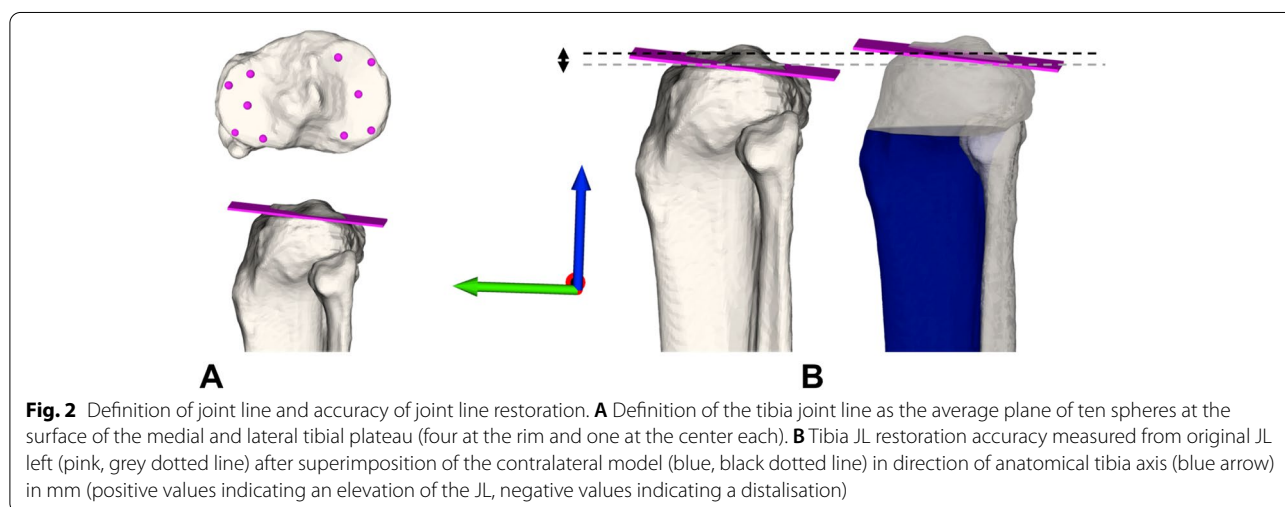 A
B
Fig. 2 Definition of joint line and accuracy of joint line restoration. A Definition of the tibia joint line as the average plane of ten spheres at the
surface of the medial and lateral tibial plateau (four at the rim and one at the center each). B Tibia JL restoration accuracy measured from original JL
left (pink, grey dotted line) after superimposition of the contralateral model (blue, black dotted line) in direction of anatomical tibia axis (blue arrow)
in mm (positive values indicating an elevation of the JL, negative values indicating a distalisation)